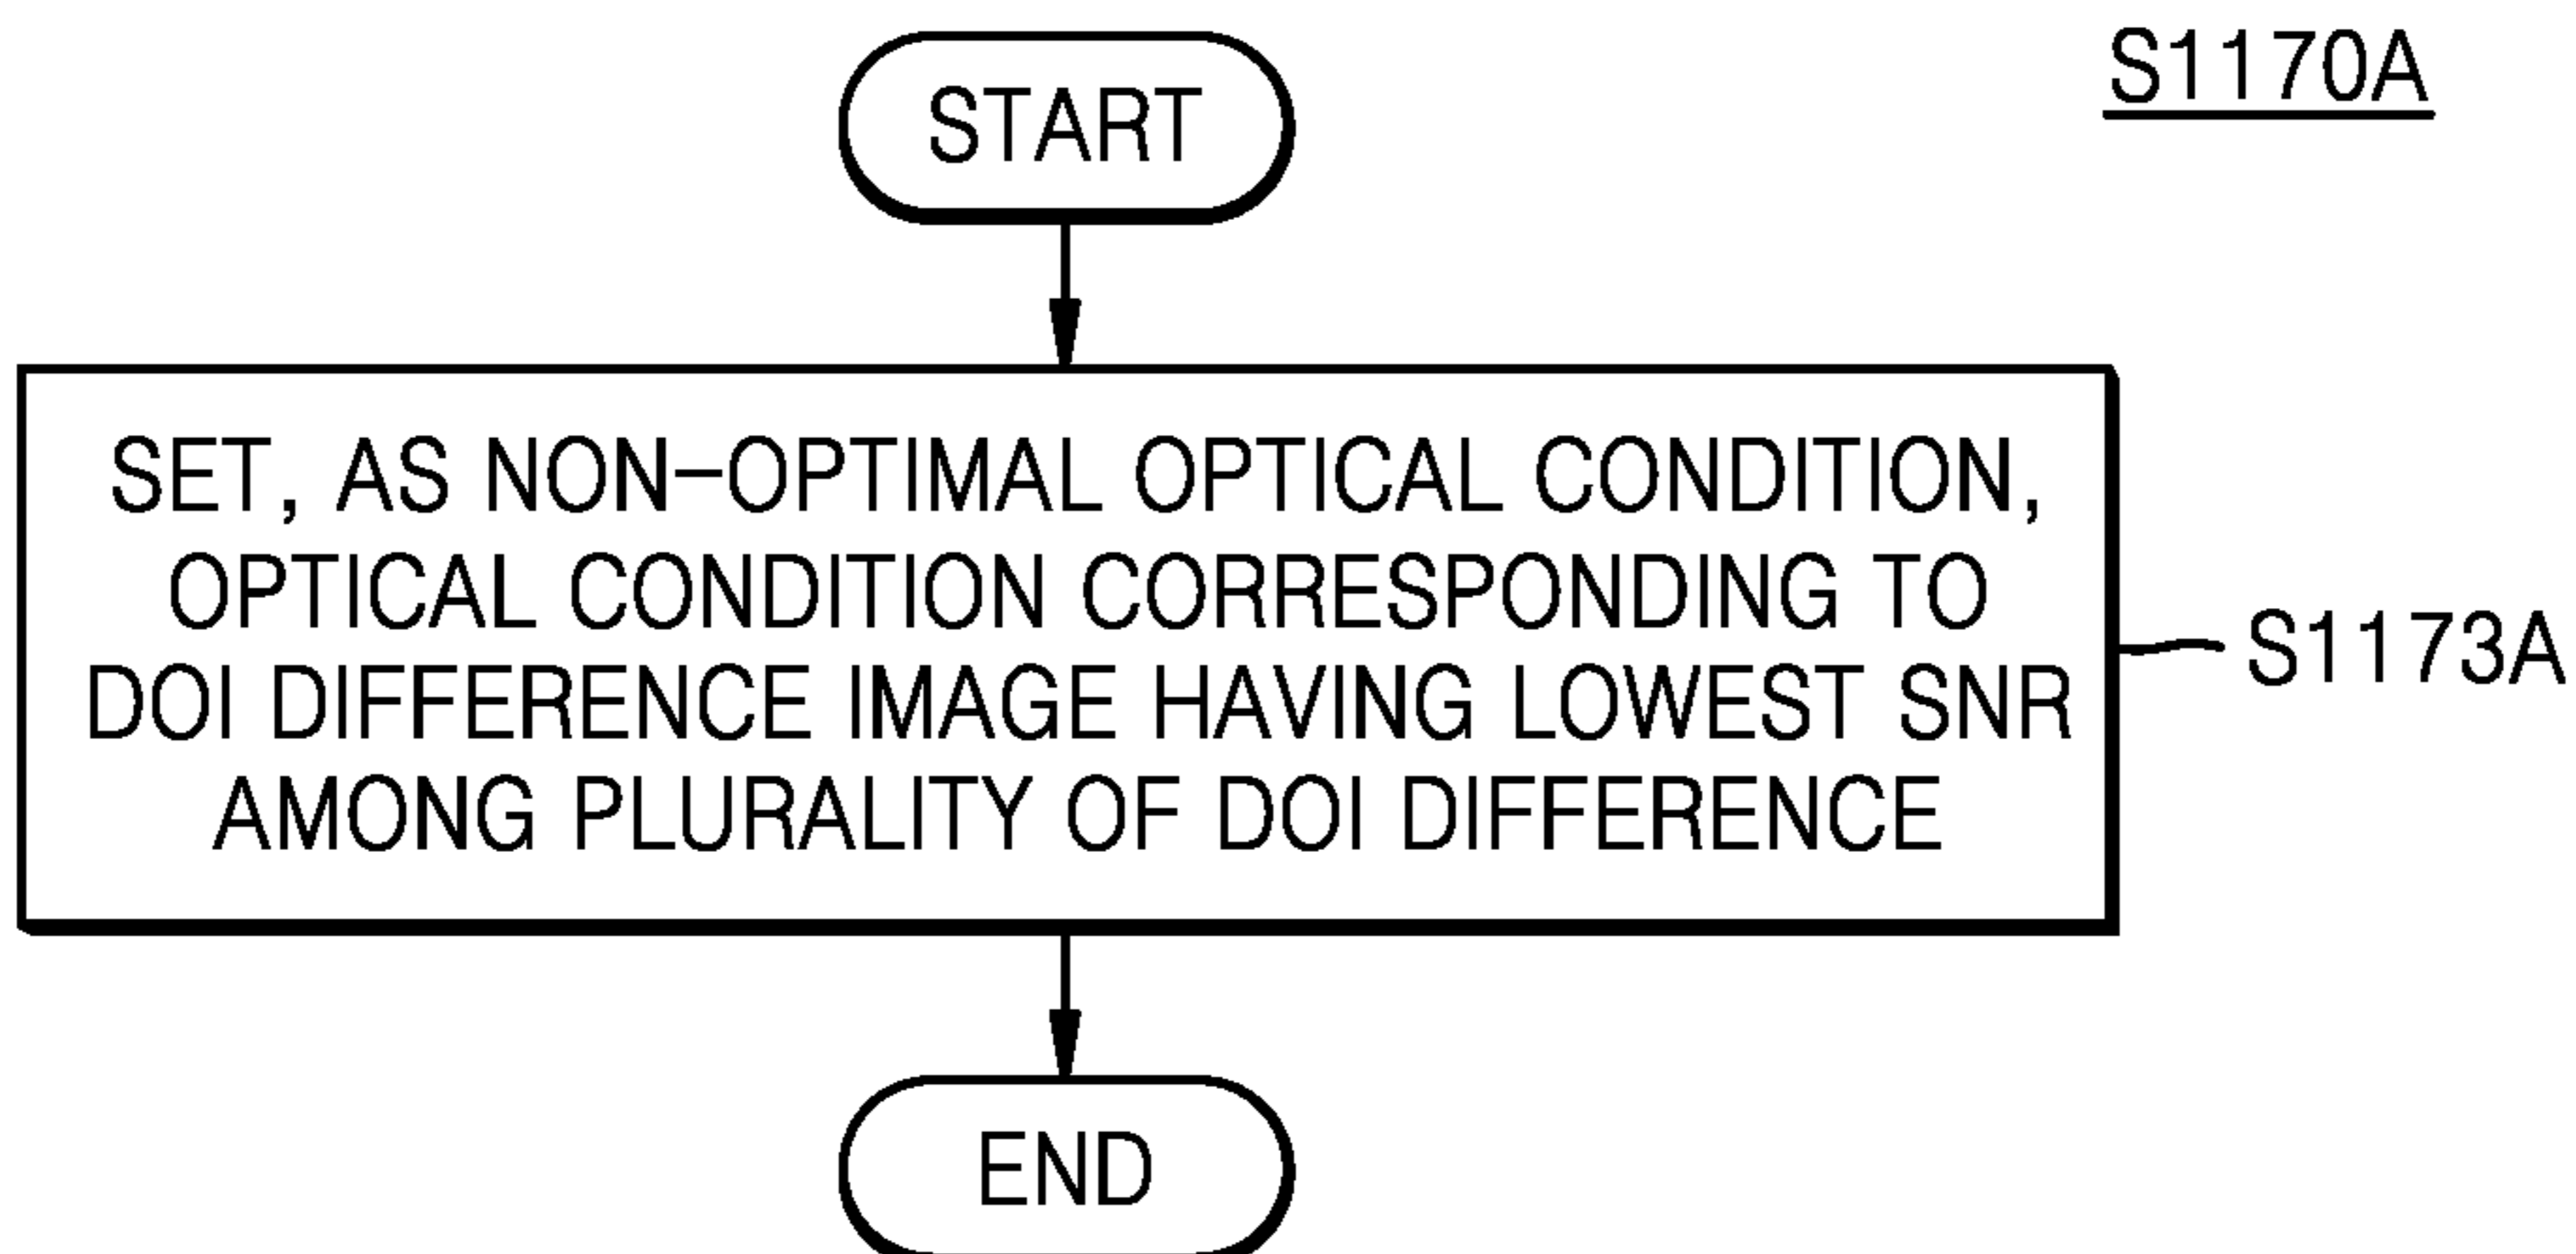 S1170A
START
SET, AS NON-OPTIMAL OPTICAL CONDITION,
OPTICAL CONDITION CORRESPONDING TO
DOI DIFFERENCE IMAGE HAVING LOWEST SNR
AMONG PLURALITY OF DOI DIFFERENCE
S1173A
END